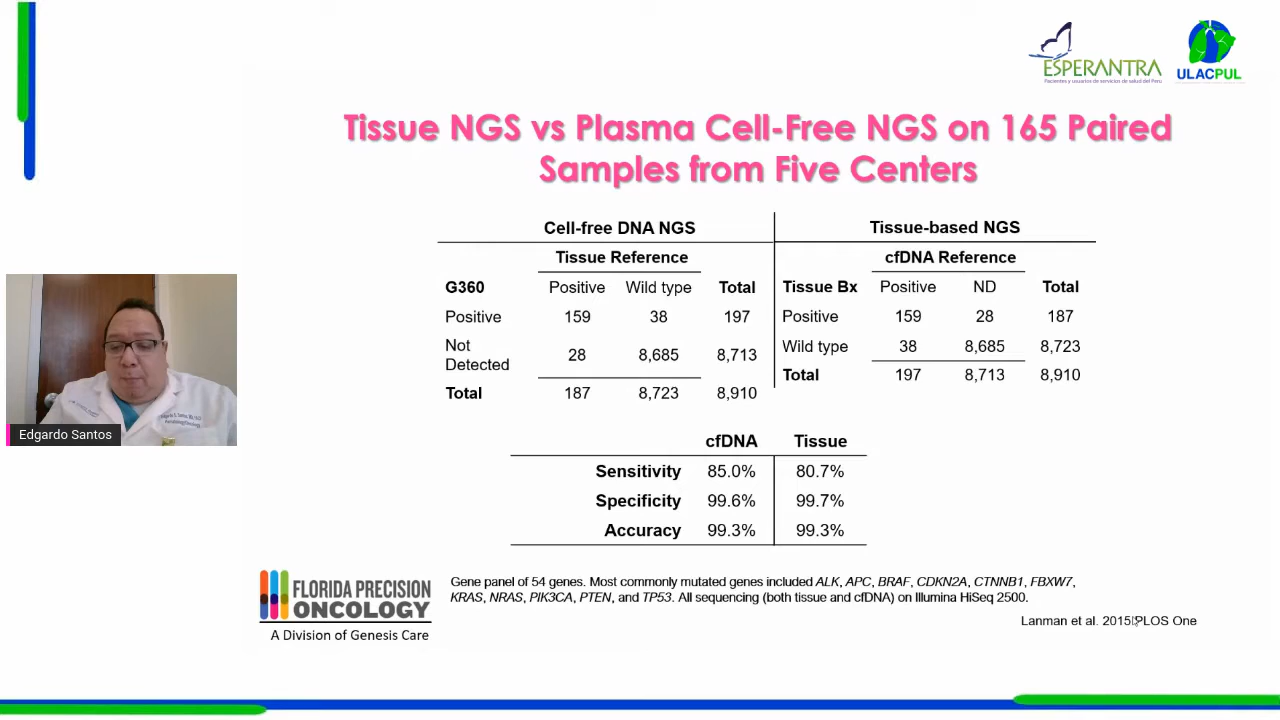 ESPERANTRA
Pacientes y usuarios de servicios de salud del Perú
ULACPUL
Tissue NGS vs Plasma Cell-Free NGS on 165 Paired
Samples from Five Centers
Cell-free DNA NGS
Tissue Reference
G360 Positive Wild type Total
Positive 159 38 197
Not
Detected 28 8,685 8,713
Total 187 8,723 8,910
Tissue-based NGS
cfDNA Reference
Tissue Bx Positive ND Total
Positive 159 28 187
Wild type 38 8,685 8,723
Total 197 8,713 8,910
cfDNA Tissue
Sensitivity 85.0% 80.7%
Specificity 99.6% 99.7%
Accuracy 99.3% 99.3%
Edgardo Santos
FLORIDA PRECISION
ONCOLOGY
A Division of Genesis Care
Gene panel of 54 genes. Most commonly mutated genes included ALK, APC, BRAF, CDKN2A, CTNNB1, FBXW7,
KRAS, NRAS, PIK3CA, PTEN, and TP53. All sequencing (both tissue and cfDNA) on Illumina HiSeq 2500.
Lanman et al. 2015 PLOS One